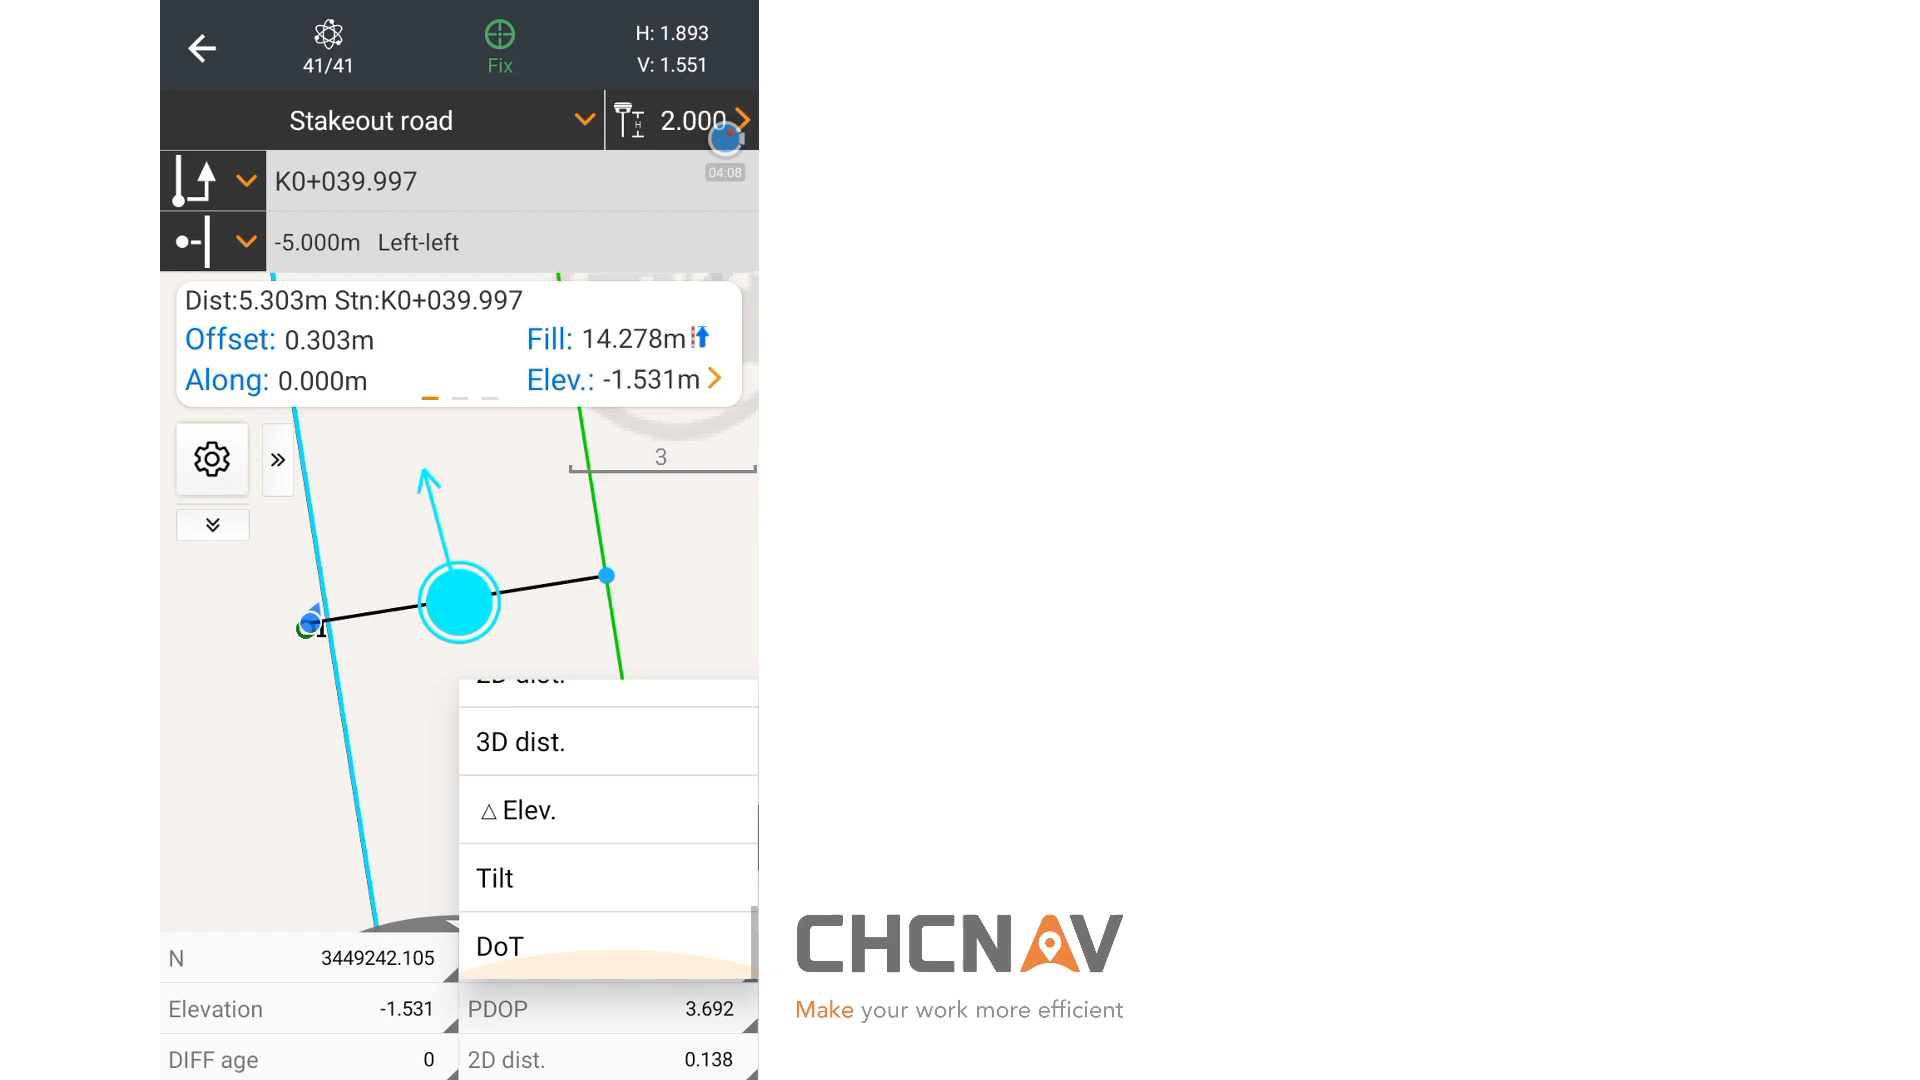 41/41
Fix
H: 1.893
V: 1.551
Stakeout road
2.000
K0+039.997
04:08
-5.000m Left-left
Dist:5.303m Stn:K0+039.997
Offset: 0.303m
Fill: 14.278m
Along: 0.000m
Elev.: -1.531m
3
1
2D dist.
3D dist.
△ Elev.
Tilt
DoT
N 3449242.105
Elevation -1.531
PDOP 3.692
DIFF age 0
2D dist. 0.138
CHCNAV
Make your work more efficient